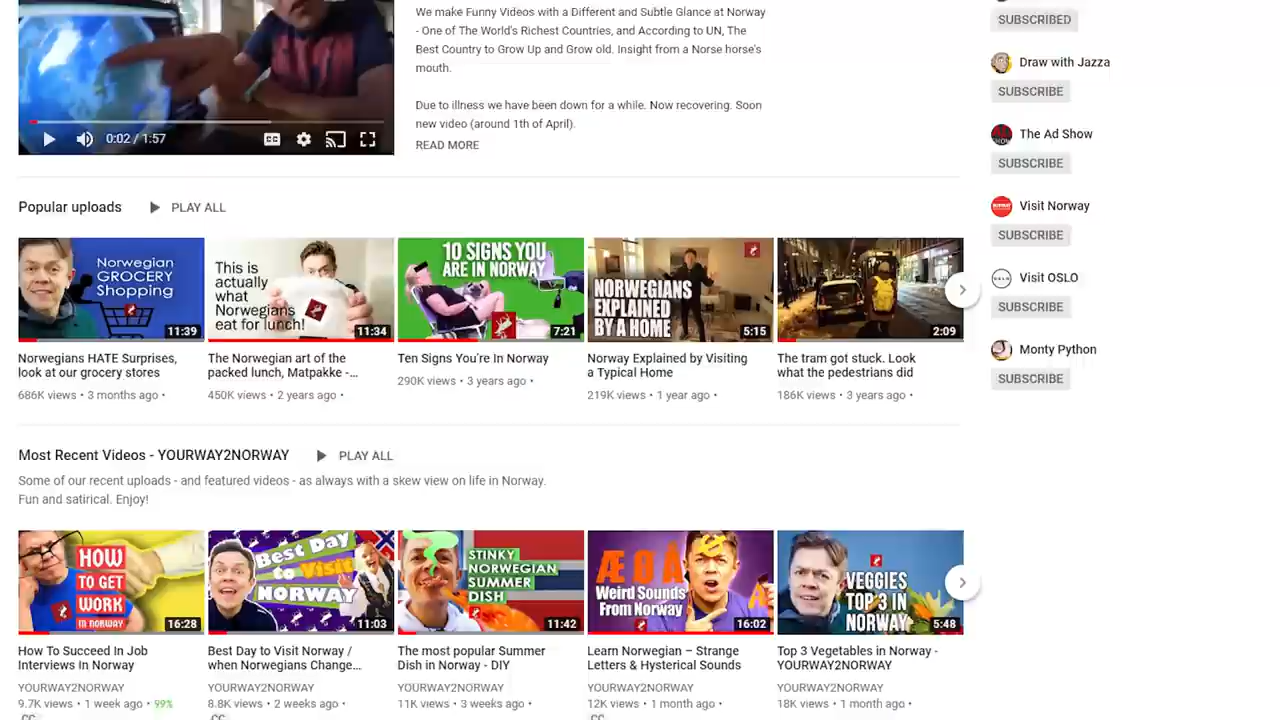 We make Funny Videos with a Different and Subtle Glance at Norway
- One of The World's Richest Countries, and According to UN, The
Best Country to Grow Up and Grow old. Insight from a Norse horse's
mouth.
Due to illness we have been down for a while. Now recovering. Soon
new video (around 1th of April).
READ MORE
0:02 / 1:57
CC
SUBSCRIBED
Draw with Jazza
SUBSCRIBE
The Ad Show
SUBSCRIBE
Visit Norway
SUBSCRIBE
Visit OSLO
SUBSCRIBE
Monty Python
SUBSCRIBE
Popular uploads
PLAY ALL
Norwegian
GROCERY
Shopping
11:39
This is
actually
what
Norwegians
eat for lunch!
11:34
10 SIGNS YOU
ARE IN NORWAY
7:21
NORWEGIANS
EXPLAINED
BY A HOME
5:15
2:09
Norwegians HATE Surprises,
look at our grocery stores
686K views • 3 months ago •
The Norwegian art of the
packed lunch, Matpakke -...
450K views • 2 years ago •
Ten Signs You're In Norway
290K views • 3 years ago •
Norway Explained by Visiting
a Typical Home
219K views • 1 year ago •
The tram got stuck. Look
what the pedestrians did
186K views • 3 years ago •
Most Recent Videos - YOURWAY2NORWAY
PLAY ALL
Some of our recent uploads - and featured videos - as always with a skew view on life in Norway.
Fun and satirical. Enjoy!
HOW
TO GET
WORK
IN NORWAY
16:28
Best Day
to Visit
NORWAY
11:03
STINKY
NORWEGIAN
SUMMER
DISH
11:42
Æ Ø Å
Weird Sounds
From Norway
16:02
VEGGIES
TOP 3 IN
NORWAY
5:48
How To Succeed In Job
Interviews In Norway
YOURWAY2NORWAY
9.7K views • 1 week ago • 99%
CC
Best Day to Visit Norway /
when Norwegians Change...
YOURWAY2NORWAY
8.8K views • 2 weeks ago •
CC
The most popular Summer
Dish in Norway - DIY
YOURWAY2NORWAY
11K views • 3 weeks ago •
Learn Norwegian – Strange
Letters & Hysterical Sounds
YOURWAY2NORWAY
12K views • 1 month ago •
CC
Top 3 Vegetables in Norway -
YOURWAY2NORWAY
YOURWAY2NORWAY
18K views • 1 month ago •